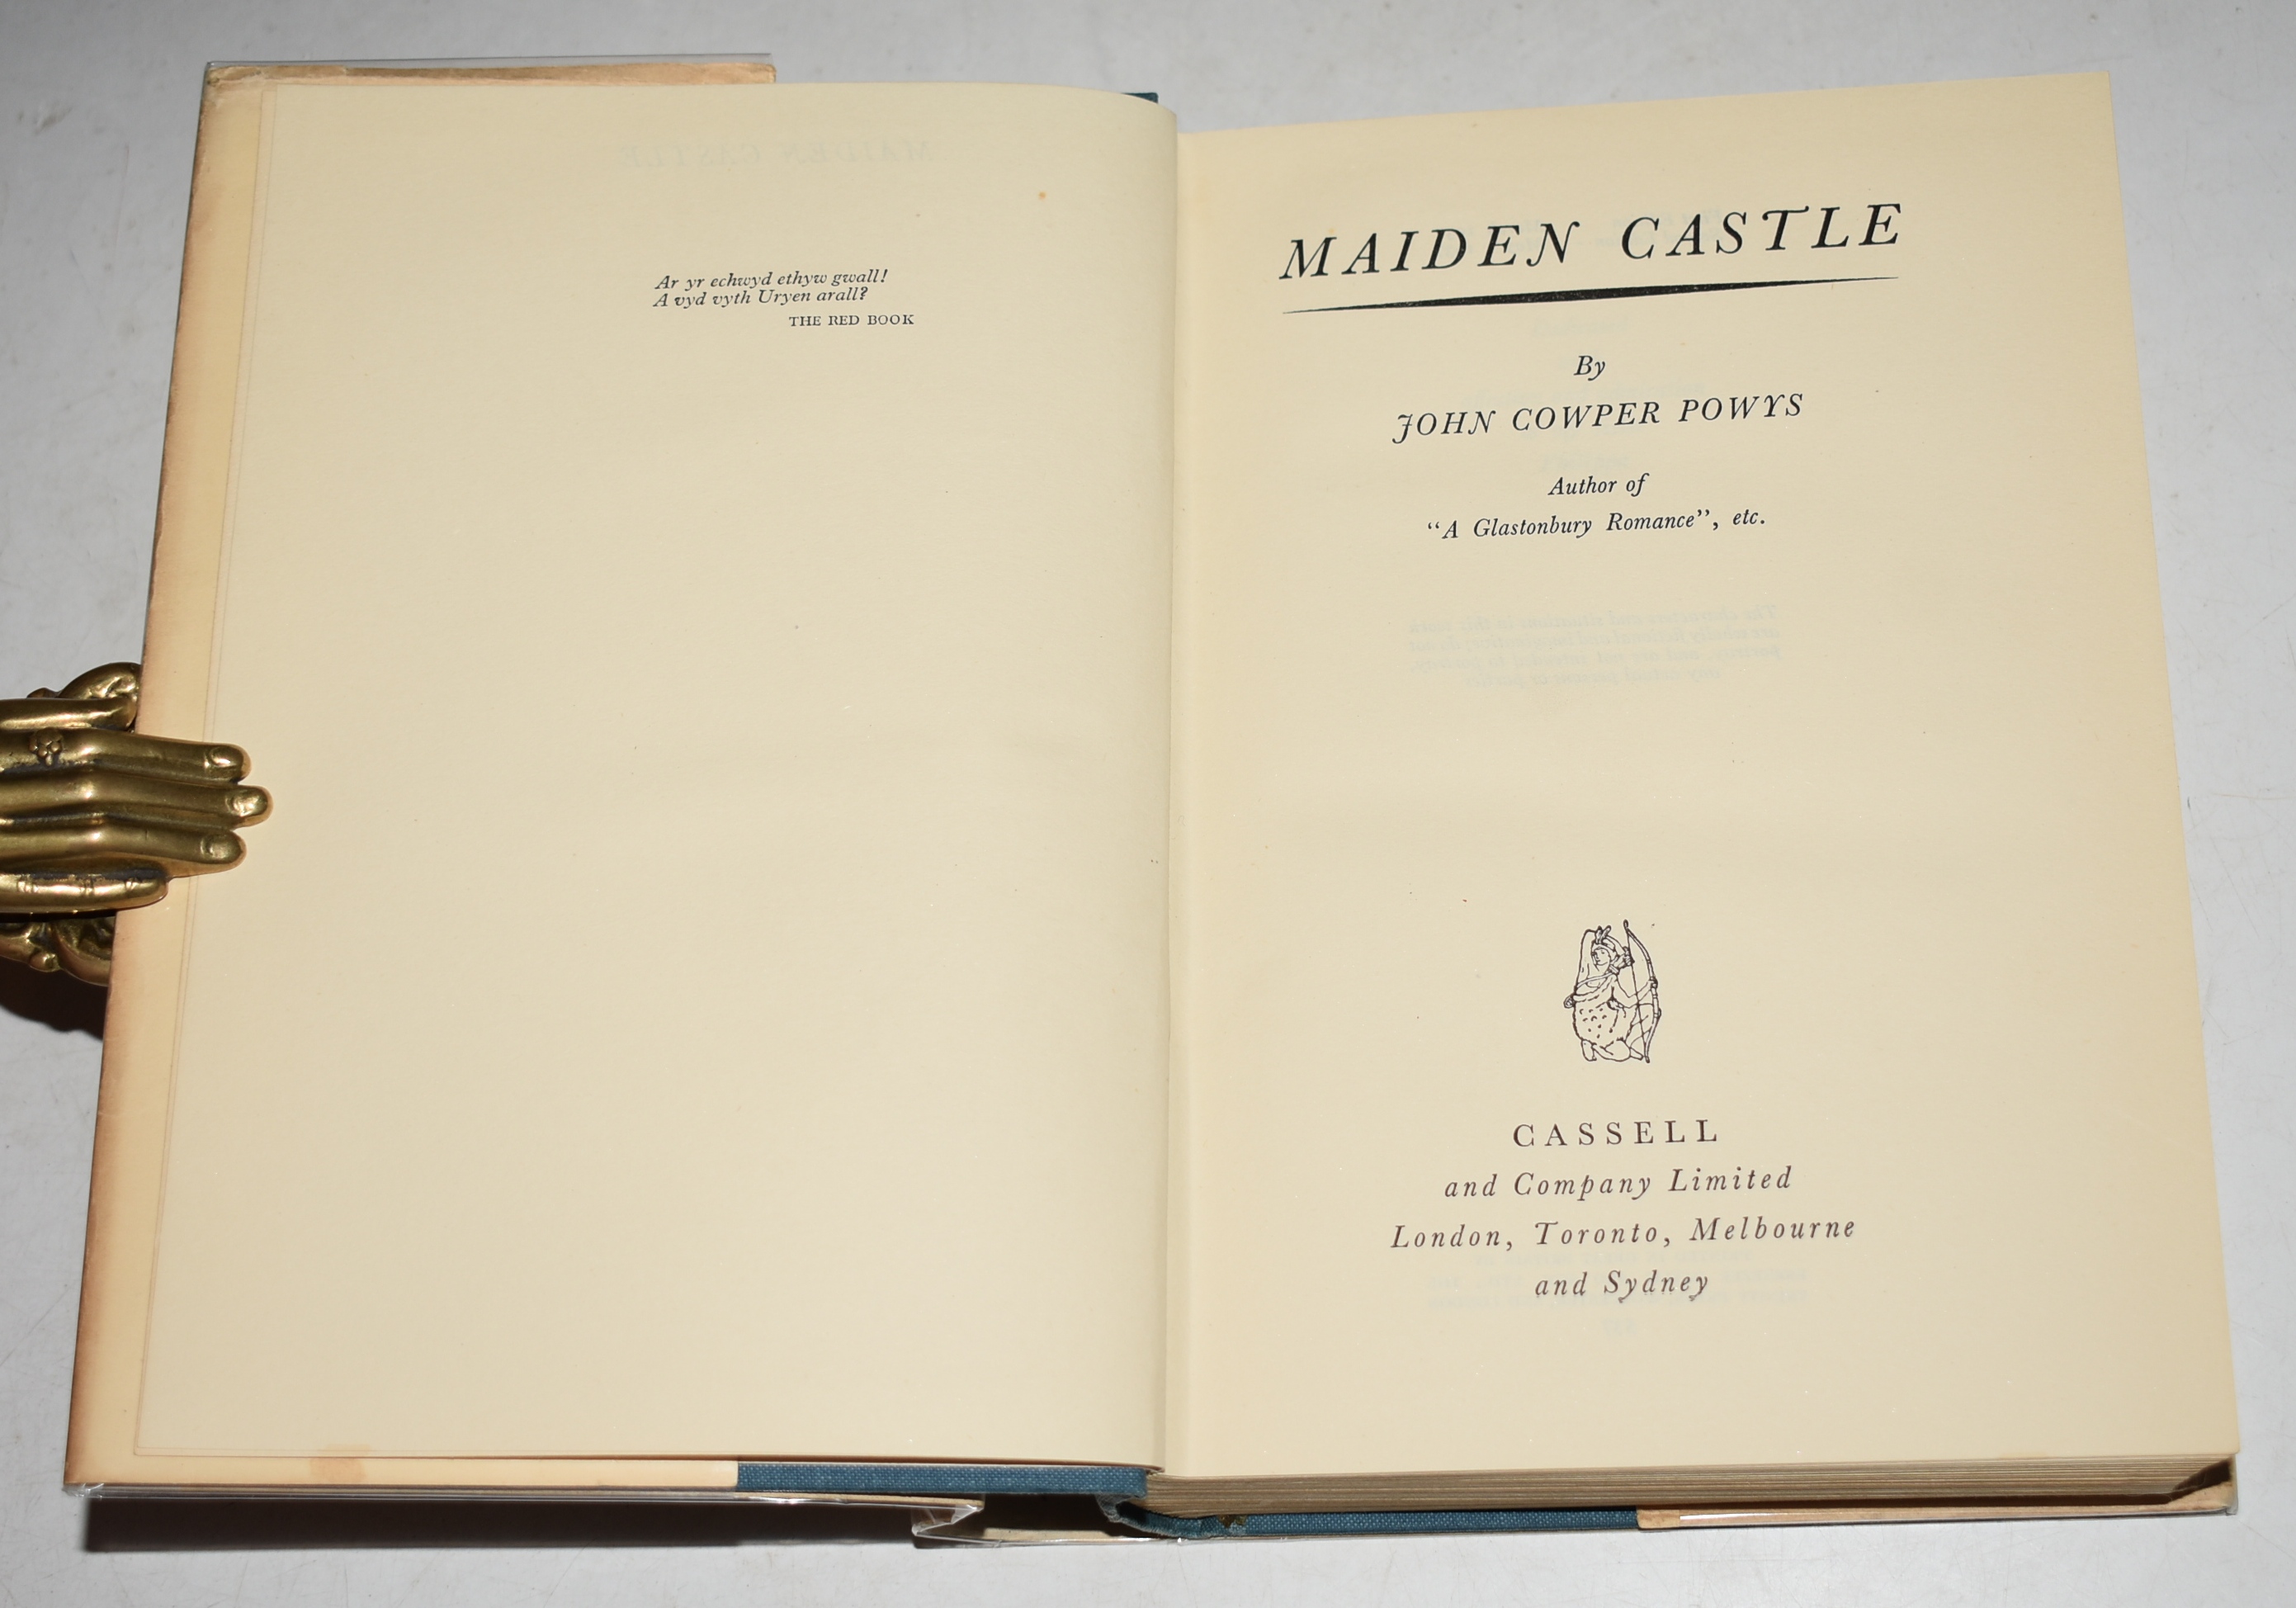 Ar yr echwyd ethyw gwall!
A vyd vyth Uryen arall?
THE RED BOOK
MAIDEN CASTLE
By
JOHN COWPER POWYS
Author of
“A Glastonbury Romance”, etc.
CASSELL
and Company Limited
London, Toronto, Melbourne
and Sydney